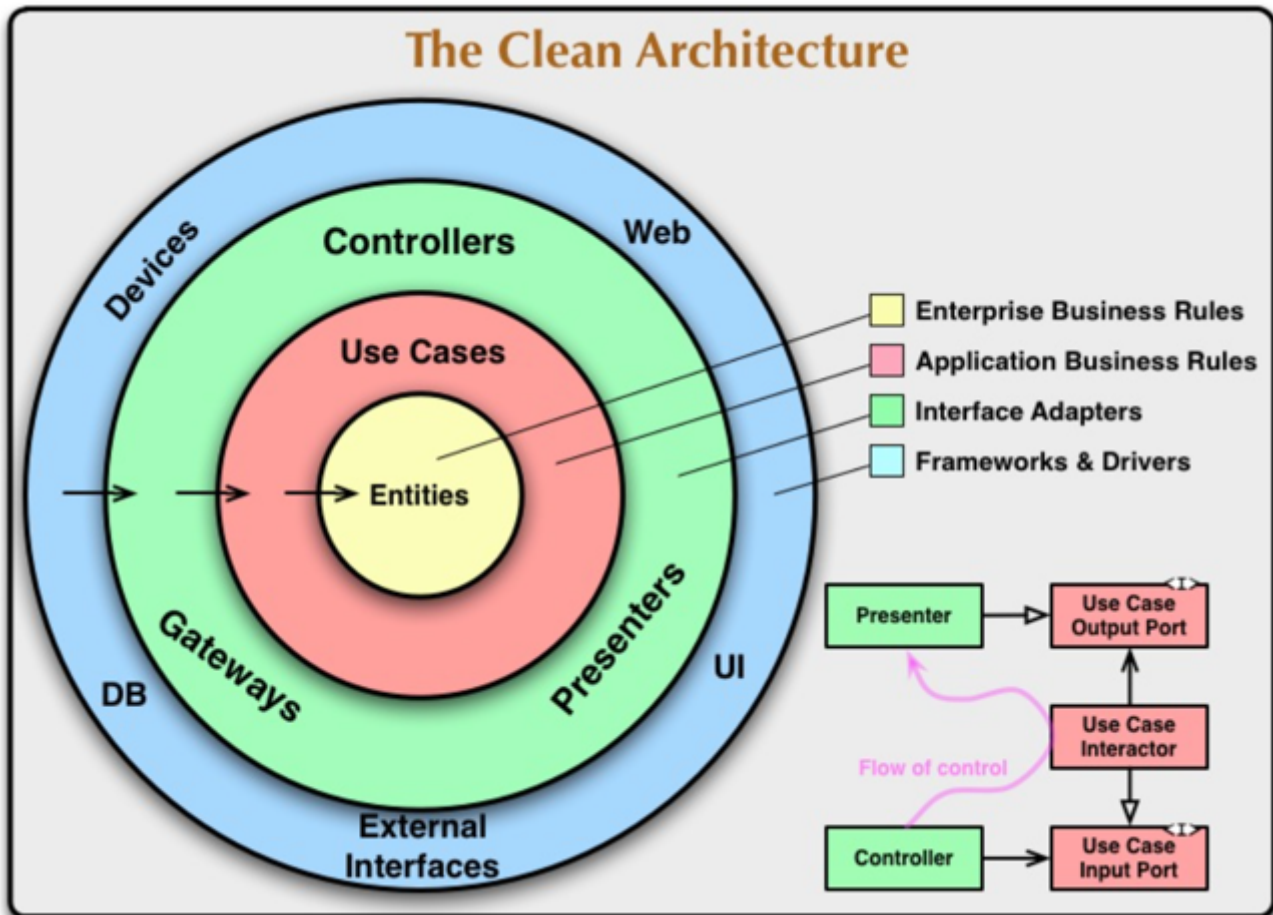 The Clean Architecture
Devices
Controllers
Web
Use Cases
Entities
Gateways
Presenters
DB
UI
External
Interfaces
Enterprise Business Rules
Application Business Rules
Interface Adapters
Frameworks & Drivers
Presenter
Use Case
Output Port
<I>
Flow of control
Use Case
Interactor
Controller
Use Case
Input Port
<I>